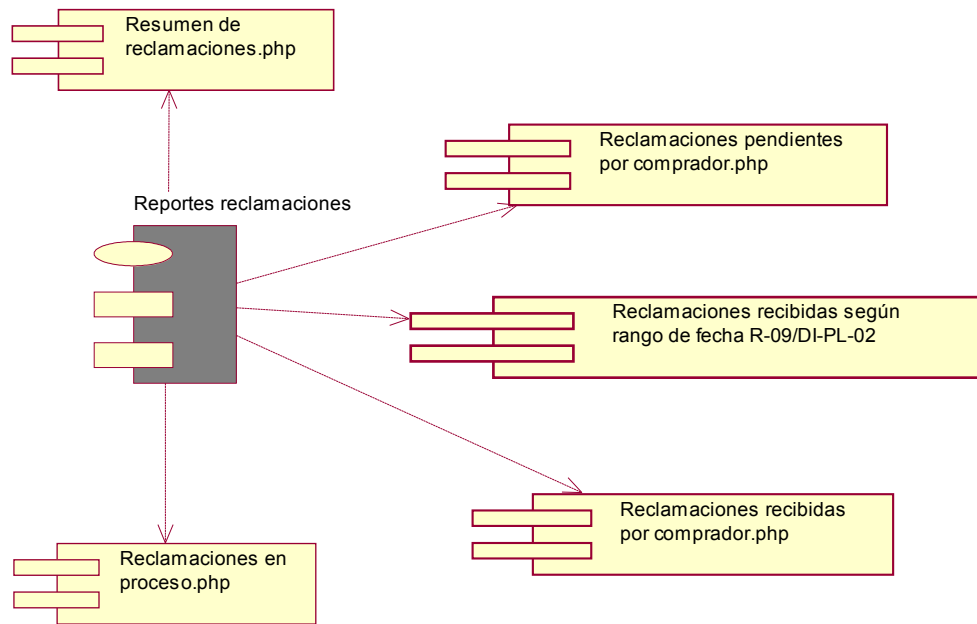 Resumen de
reclamaciones.php
Reclamaciones pendientes
por comprador.php
Reportes reclamaciones
Reclamaciones recibidas según
rango de fecha R-09/DI-PL-02
Reclamaciones recibidas
por comprador.php
Reclamaciones en
proceso.php